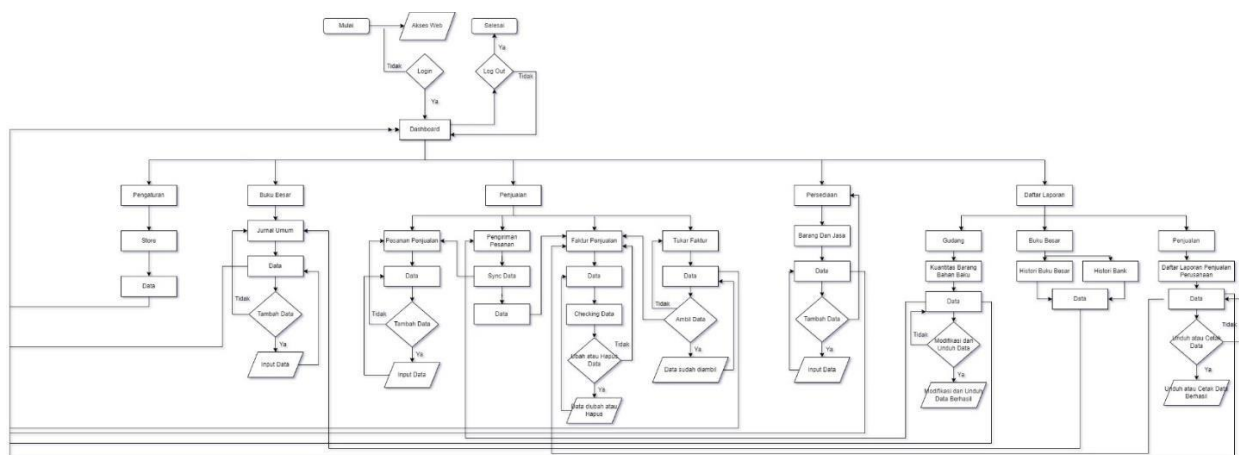 Mulai
Akses Web
Selesai
Ya
Tidak
Login
Log Out
Tidak
Ya
Dashboard
Pengaturan
Buku Besar
Penjualan
Persediaan
Daftar Laporan
Store
Jurnal Umum
Pesanan Penjualan
Pengiriman
Pesanan
Faktur Penjualan
Tukar Faktur
Barang Dan Jasa
Gudang
Buku Besar
Penjualan
Data
Data
Data
Sync Data
Data
Data
Data
Kuantitas Barang
Bahan Baku
Histori Buku Besar
Histori Bank
Daftar Laporan Penjualan
Perusahaan
Tidak
Tambah Data
Ya
Input Data
Tidak
Tambah Data
Ya
Input Data
Data
Checking Data
Tidak
Ubah atau Hapus
Data
Ya
Data diubah atau
Hapus
Tidak
Ambil Data
Ya
Data sudah diambil
Tidak
Tambah Data
Ya
Input Data
Data
Tidak
Modifikasi dan
Unduh Data
Ya
Modifikasi dan Unduh
Data Berhasil
Data
Data
Tidak
Unduh atau Cetak
Data
Ya
Unduh atau Cetak Data
Berhasil